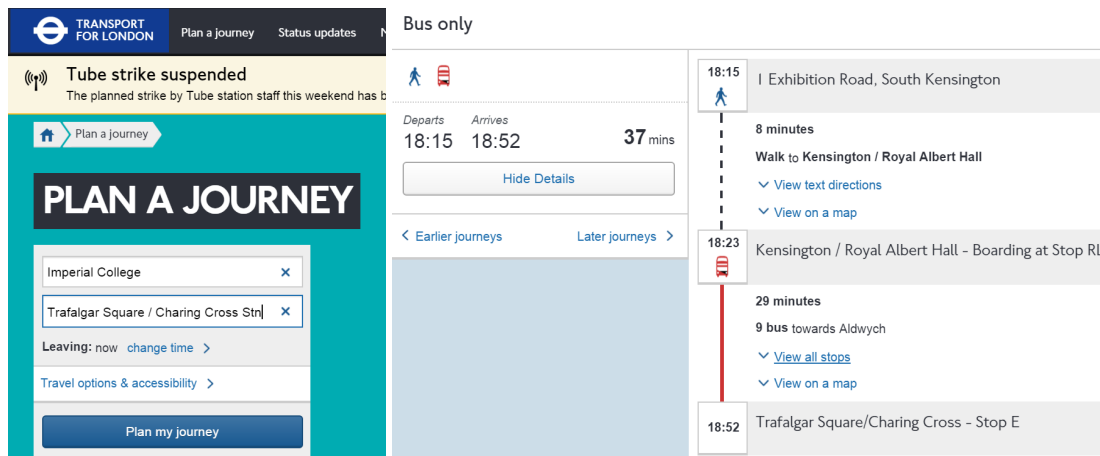 TRANSPORT
FOR LONDON
Plan a journey
Status updates
Tube strike suspended
The planned strike by Tube station staff this weekend has b
Plan a journey
PLAN A JOURNEY
Imperial College
Trafalgar Square / Charing Cross Stn
Leaving: now change time
Travel options & accessibility
Plan my journey
Bus only
Departs Arrives
18:15 18:52 37 mins
Hide Details
Earlier journeys Later journeys
18:15 1 Exhibition Road, South Kensington
8 minutes
Walk to Kensington / Royal Albert Hall
View text directions
View on a map
18:23 Kensington / Royal Albert Hall - Boarding at Stop RL
29 minutes
9 bus towards Aldwych
View all stops
View on a map
18:52 Trafalgar Square/Charing Cross - Stop E